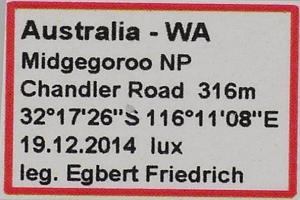 Australia - WA
Midgegoroo NP
Chandler Road  316m
32°17'26"S 116°11'08"E
19.12.2014  lux
leg. Egbert Friedrich